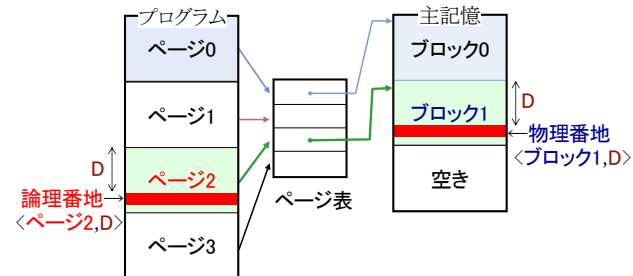 プログラム
ページ0
ページ1
D
ページ2
論理番地
<ページ2,D>
ページ3
ページ表
主記憶
ブロック0
D
ブロック1
物理番地
<ブロック1,D>
空き